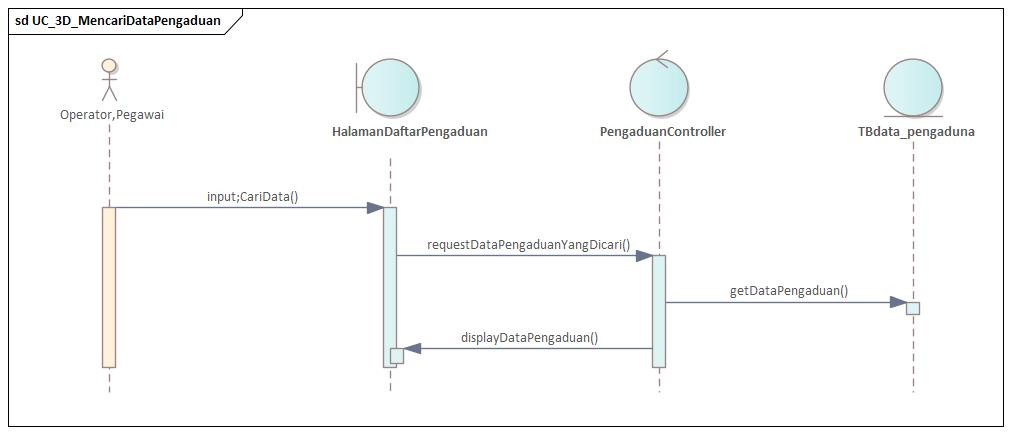 sd UC_3D_MencariDataPengaduan
Operator,Pegawai
HalamanDaftarPengaduan
PengaduanController
TBdata_pengaduna
input;CariData()
requestDataPengaduanYangDicari()
getDataPengaduan()
displayDataPengaduan()